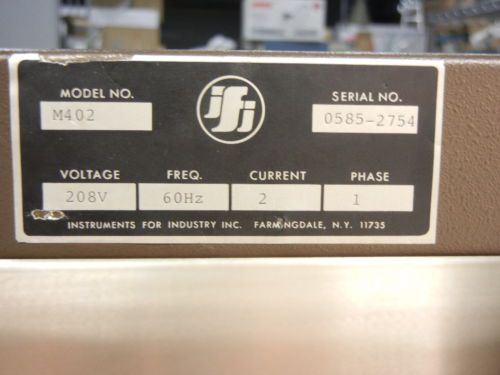 MODEL NO.
M402
ifi
SERIAL NO.
0585-2754
VOLTAGE FREQ. CURRENT PHASE
208V 60Hz 2 1
INSTRUMENTS FOR INDUSTRY INC. FARMINGDALE, N.Y. 11735